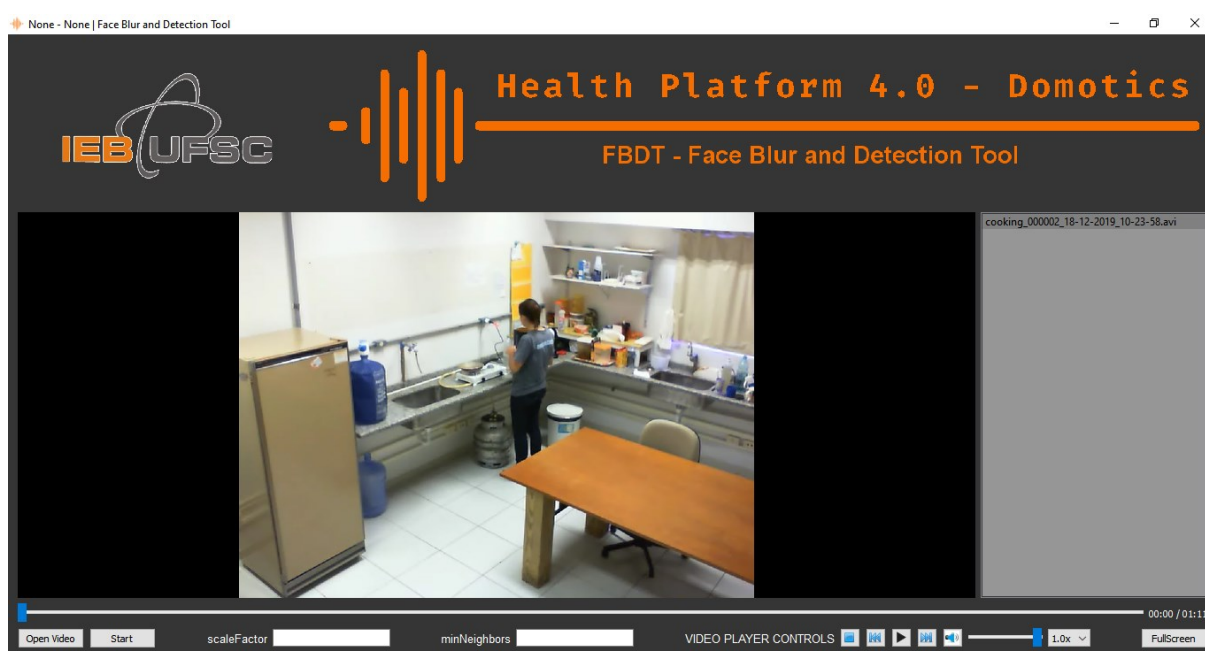 None - None | Face Blur and Detection Tool
IEB UFSC
Health Platform 4.0 - Domotics
FBDT - Face Blur and Detection Tool
cooking_000002_18-12-2019_10-23-58.avi
00:00 / 01:11
Open Video
Start
scaleFactor
minNeighbors
VIDEO PLAYER CONTROLS
1.0x
FullScreen